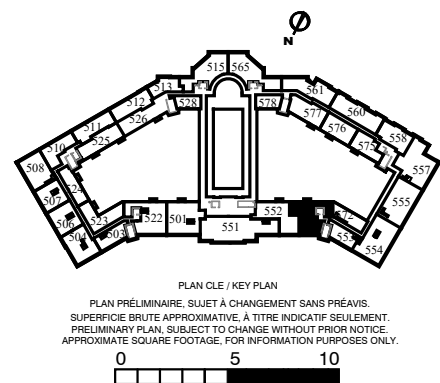 N
515 565
513 528 578 561
512 560
511 526 577
510 525 576 558
508 575 557
507 524 555
506 523 522 501 552 572
504 503 551 553 554
PLAN CLE / KEY PLAN
PLAN PRÉLIMINAIRE, SUJET À CHANGEMENT SANS PRÉAVIS.
SUPERFICIE BRUTE APPROXIMATIVE, À TITRE INDICATIF SEULEMENT.
PRELIMINARY PLAN, SUBJECT TO CHANGE WITHOUT PRIOR NOTICE.
APPROXIMATE SQUARE FOOTAGE, FOR INFORMATION PURPOSES ONLY.
0 5 10